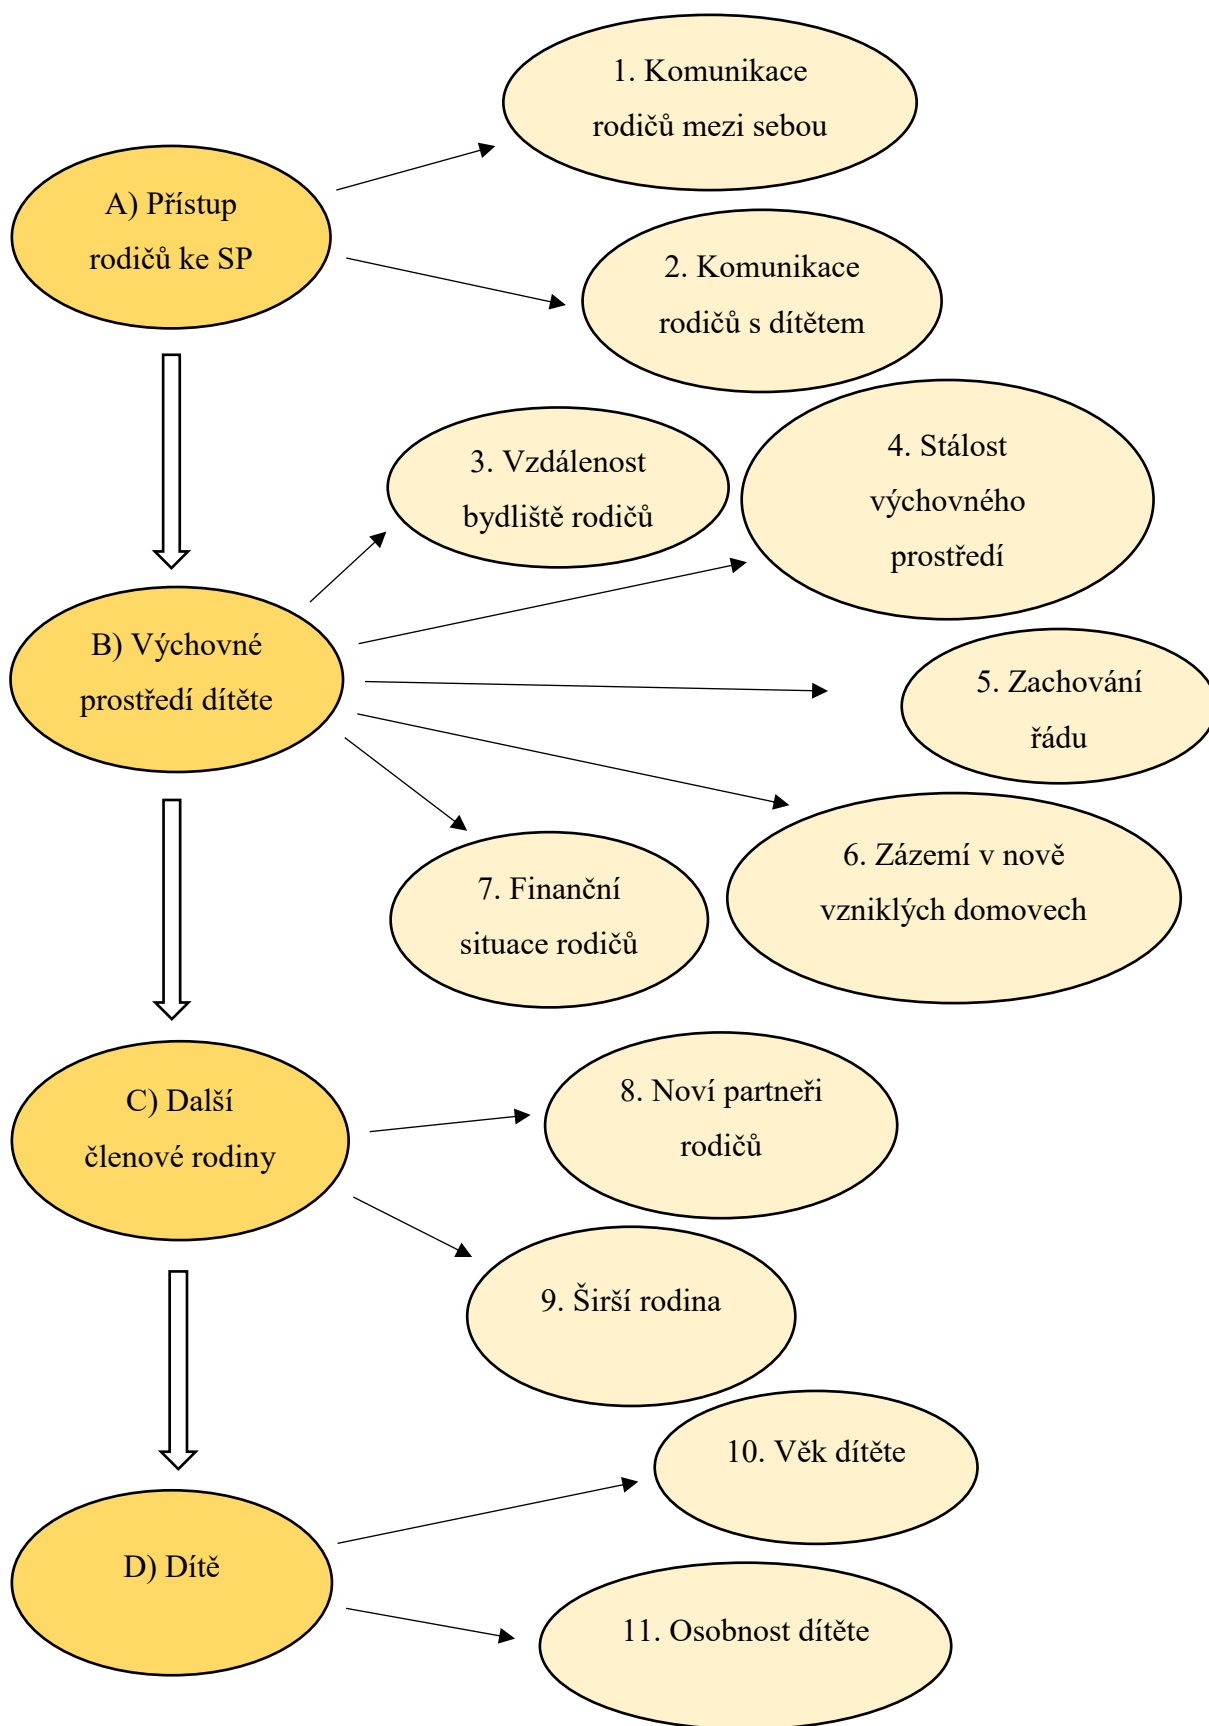 1. Komunikace
rodičů mezi sebou
A) Přístup
rodičů ke SP
2. Komunikace
rodičů s dítětem
3. Vzdálenost
bydliště rodičů
4. Stálost
výchovného
prostředí
B) Výchovné
prostředí dítěte
5. Zachování
řádu
6. Zázemí v nově
vzniklých domovech
7. Finanční
situace rodičů
C) Další
členové rodiny
8. Noví partneři
rodičů
9. Širší rodina
10. Věk dítěte
D) Dítě
11. Osobnost dítěte